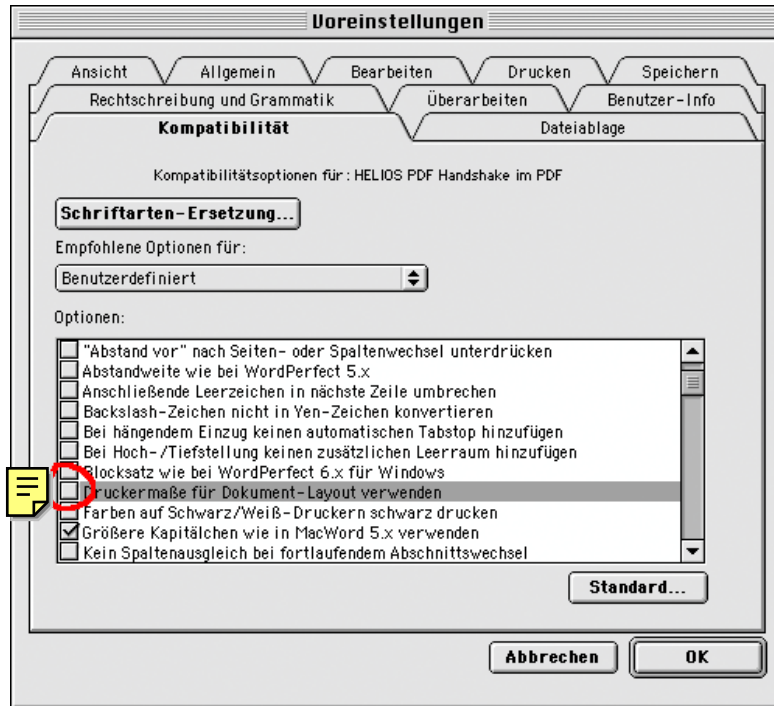 Voreinstellungen
Ansicht Allgemein Bearbeiten Drucken Speichern
Rechtschreibung und Grammatik Überarbeiten Benutzer-Info
Kompatibilität Dateiablage
Kompatibilitätsoptionen für: HELIOS PDF Handshake im PDF
Schriftarten-Ersetzung...
Empfohlene Optionen für:
Benutzerdefiniert
Optionen:
"Abstand vor" nach Seiten- oder Spaltenwechsel unterdrücken
Abstandweite wie bei WordPerfect 5.x
Anschließende Leerzeichen in nächste Zeile umbrechen
Backslash-Zeichen nicht in Yen-Zeichen konvertieren
Bei hängendem Einzug keinen automatischen Tabstop hinzufügen
Bei Hoch-/Tiefstellung keinen zusätzlichen Leerraum hinzufügen
Blocksatz wie bei WordPerfect 6.x für Windows
Druckermaße für Dokument-Layout verwenden
Farben auf Schwarz/Weiß-Druckern schwarz drucken
Größere Kapitälchen wie in MacWord 5.x verwenden
Kein Spaltenausgleich bei fortlaufendem Abschnittswechsel
Standard...
Abbrechen OK